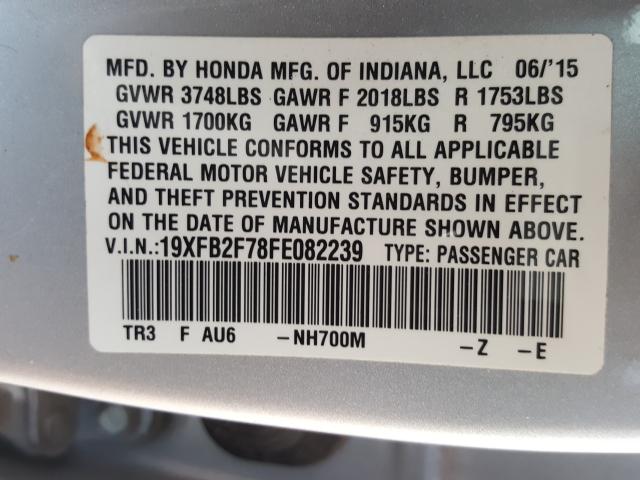 MFD. BY HONDA MFG. OF INDIANA, LLC 06/'15
GVWR 3748LBS GAWR F 2018LBS R 1753LBS
GVWR 1700KG GAWR F 915KG R 795KG
THIS VEHICLE CONFORMS TO ALL APPLICABLE
FEDERAL MOTOR VEHICLE SAFETY, BUMPER,
AND THEFT PREVENTION STANDARDS IN EFFECT
ON THE DATE OF MANUFACTURE SHOWN ABOVE.
V.I.N.:19XFB2F78FE082239 TYPE: PASSENGER CAR
TR3 F AU6 -NH700M -Z -E